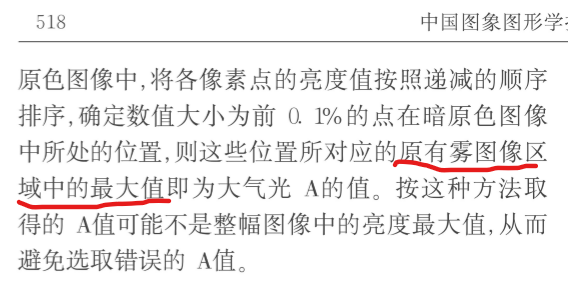 518
中国图象图形学
原色图像中,将各像素点的亮度值按照递减的顺序
排序,确定数值大小为前 0. 1%的点在暗原色图像
中所处的位置,则这些位置所对应的原有雾图像区
域中的最大值即为大气光 A的值。按这种方法取
得的 A值可能不是整幅图像中的亮度最大值,从而
避免选取错误的 A值。